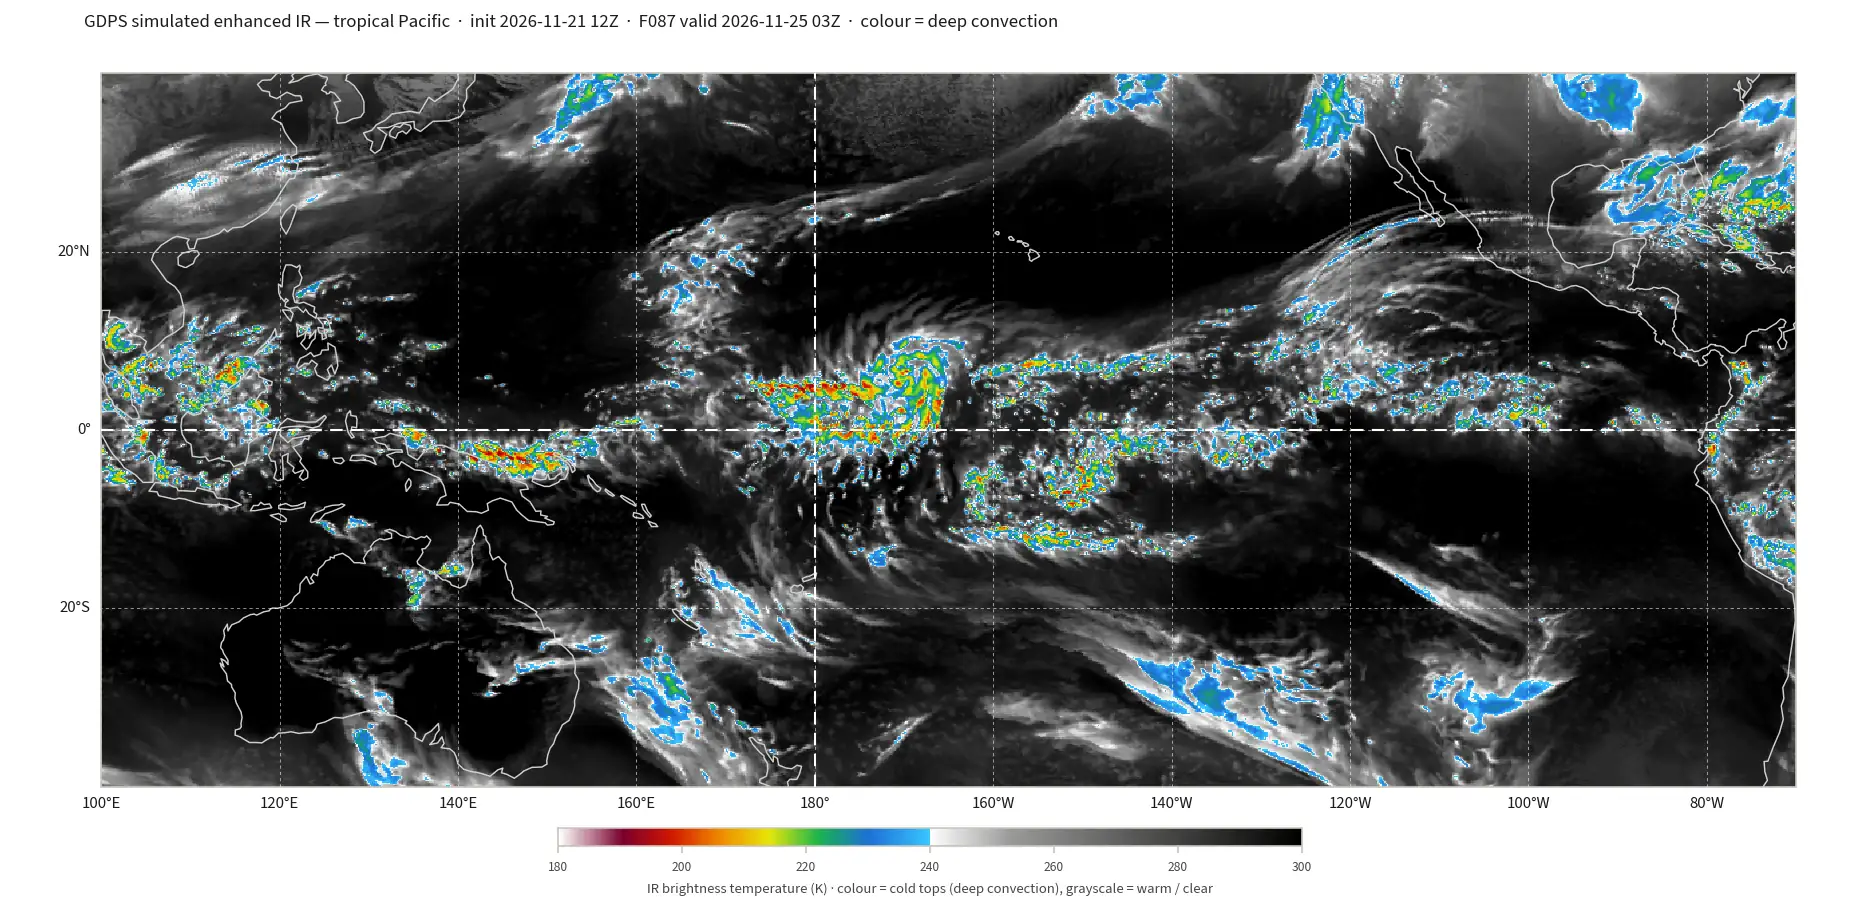 GDPS simulated enhanced IR — tropical Pacific · init 2026-11-21 12Z · F087 valid 2026-11-25 03Z · colour = deep convection
20°N
0°
20°S
100°E 120°E 140°E 160°E 180° 160°W 140°W 120°W 100°W 80°W
180 200 220 240 260 280 300
IR brightness temperature (K) · colour = cold tops (deep convection), grayscale = warm / clear